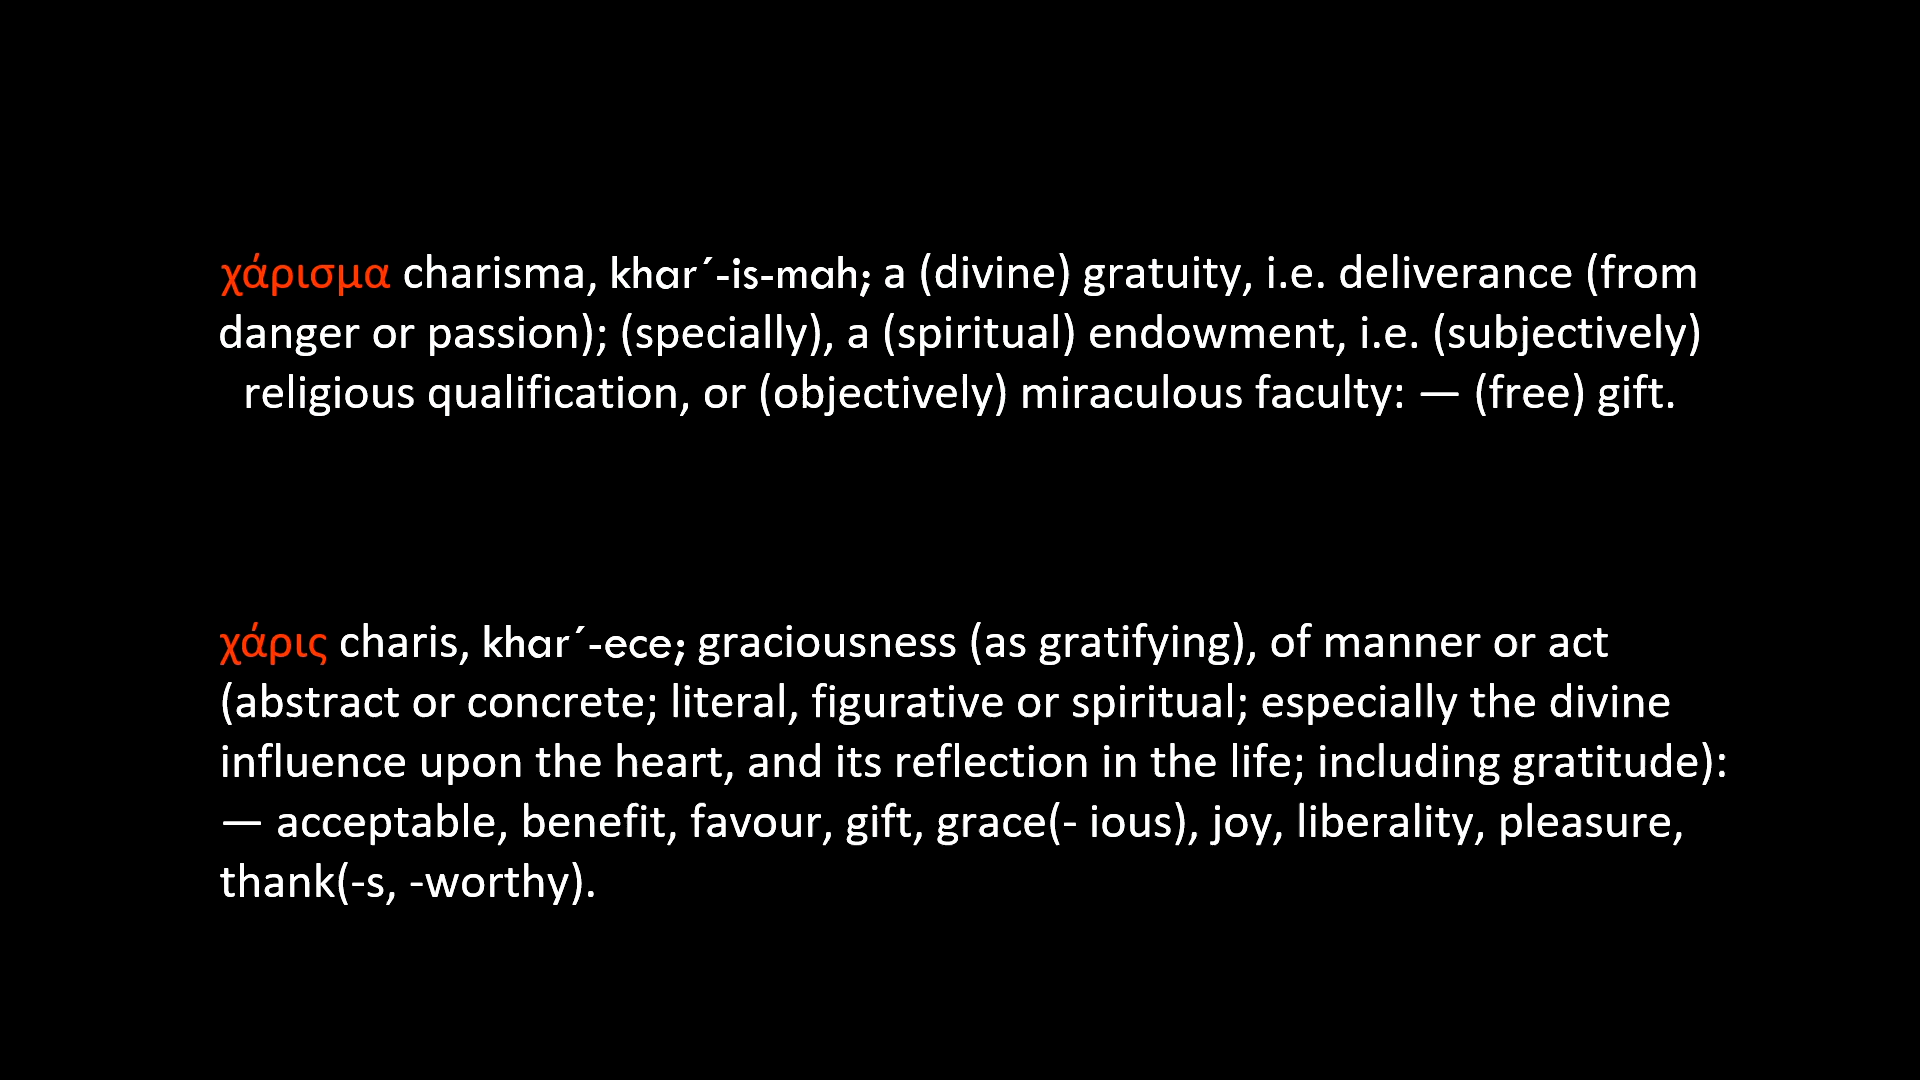 χάρισμα charisma, khar´-is-mah; a (divine) gratuity, i.e. deliverance (from
danger or passion); (specially), a (spiritual) endowment, i.e. (subjectively)
religious qualification, or (objectively) miraculous faculty: — (free) gift.
χάρις charis, khar´-ece; graciousness (as gratifying), of manner or act
(abstract or concrete; literal, figurative or spiritual; especially the divine
influence upon the heart, and its reflection in the life; including gratitude):
— acceptable, benefit, favour, gift, grace(- ious), joy, liberality, pleasure,
thank(-s, -worthy).